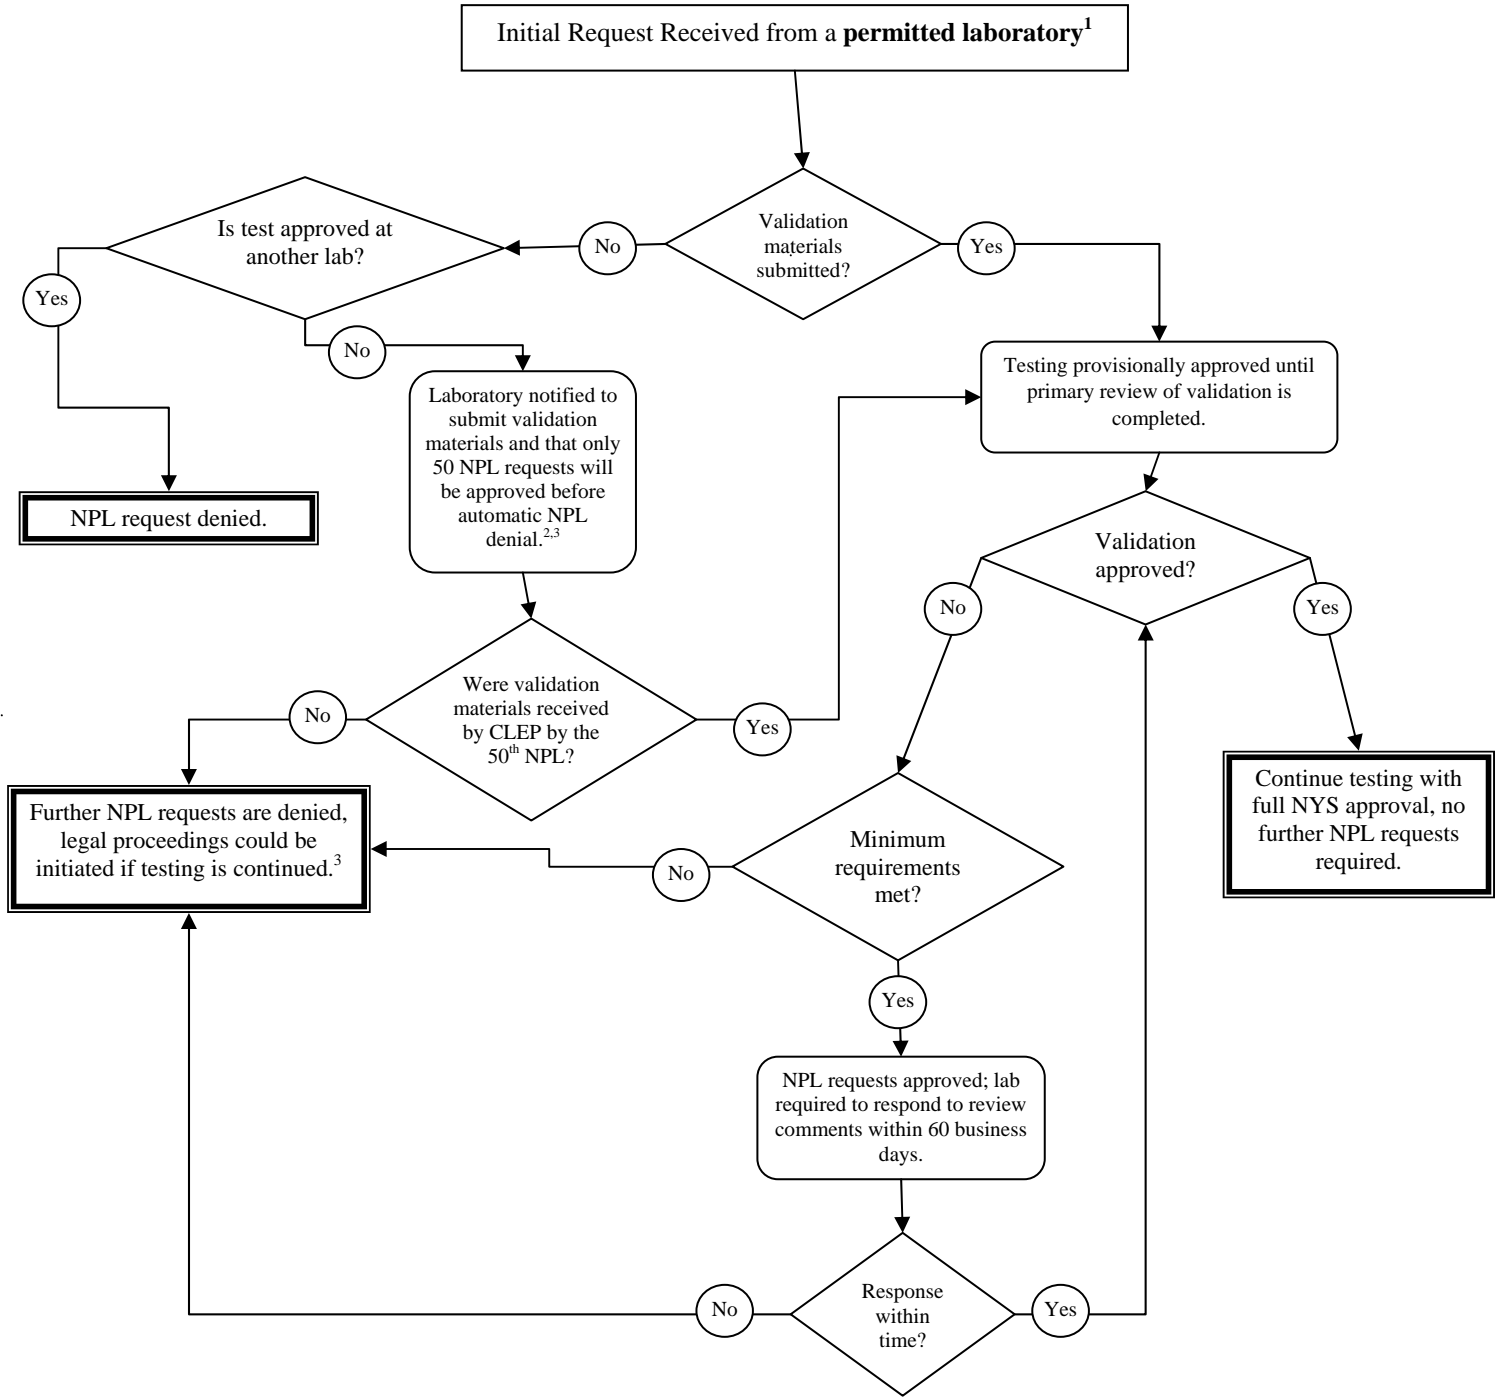 Initial Request Received from a permitted laboratory1
Validation
materials
submitted?
No
Yes
Is test approved at
another lab?
Yes
No
NPL request denied.
Laboratory notified to
submit validation
materials and that only
50 NPL requests will
be approved before
automatic NPL
denial.2,3
Testing provisionally approved until
primary review of validation is
completed.
Validation
approved?
No
Yes
Were validation
materials received
by CLEP by the
50th NPL?
No
Yes
Further NPL requests are denied,
legal proceedings could be
initiated if testing is continued.3
Continue testing with
full NYS approval, no
further NPL requests
required.
Minimum
requirements
met?
No
Yes
NPL requests approved; lab
required to respond to review
comments within 60 business
days.
Response
within
time?
No
Yes